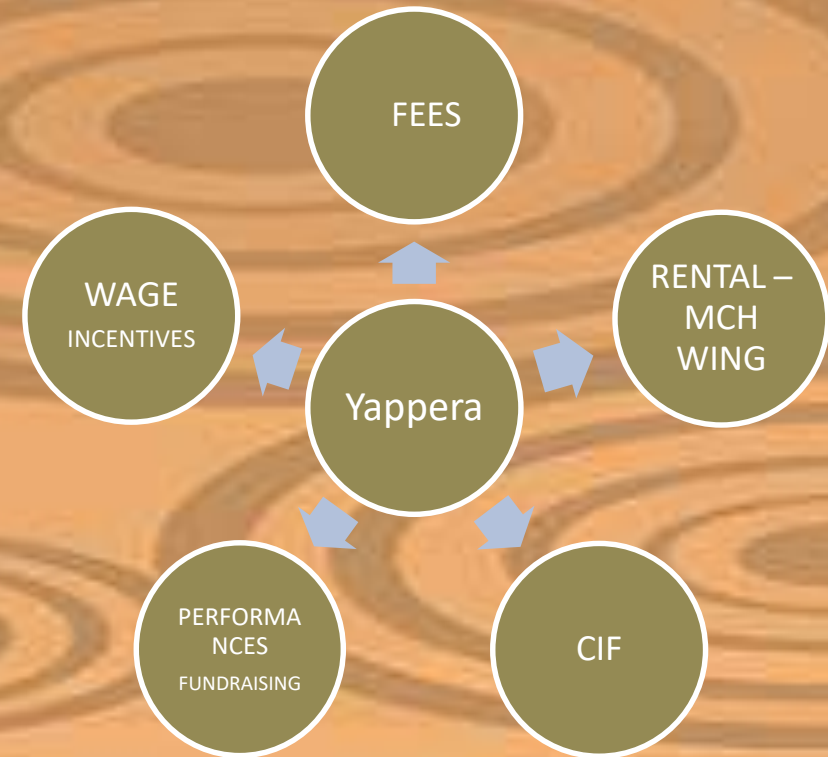 FEES
WAGE
INCENTIVES
RENTAL –
MCH
WING
Yappera
PERFORMA
NCES
FUNDRAISING
CIF